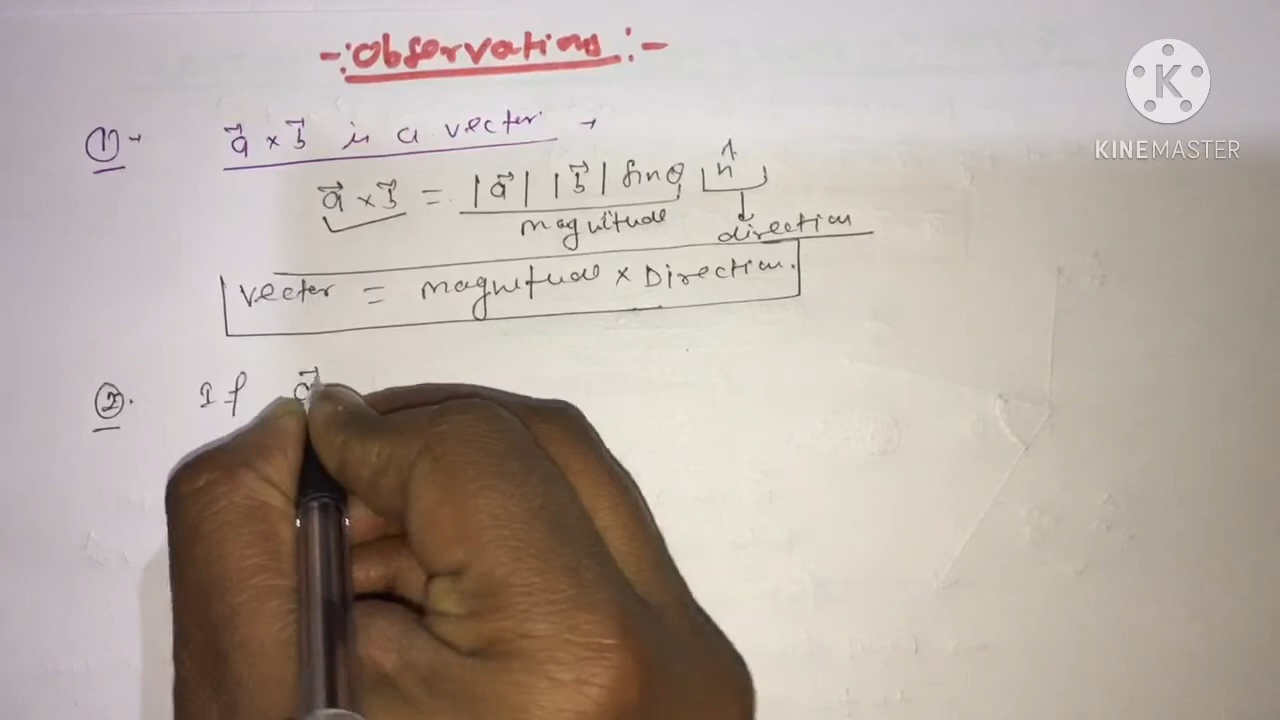 -: Observations :-
① a⃗ × b⃗ is a vector. →
a⃗ × b⃗ = |a⃗| |b⃗| sinθ n̂
magnitude direction
vector = magnitude × Direction.
②. If a⃗
K
KINEMASTER